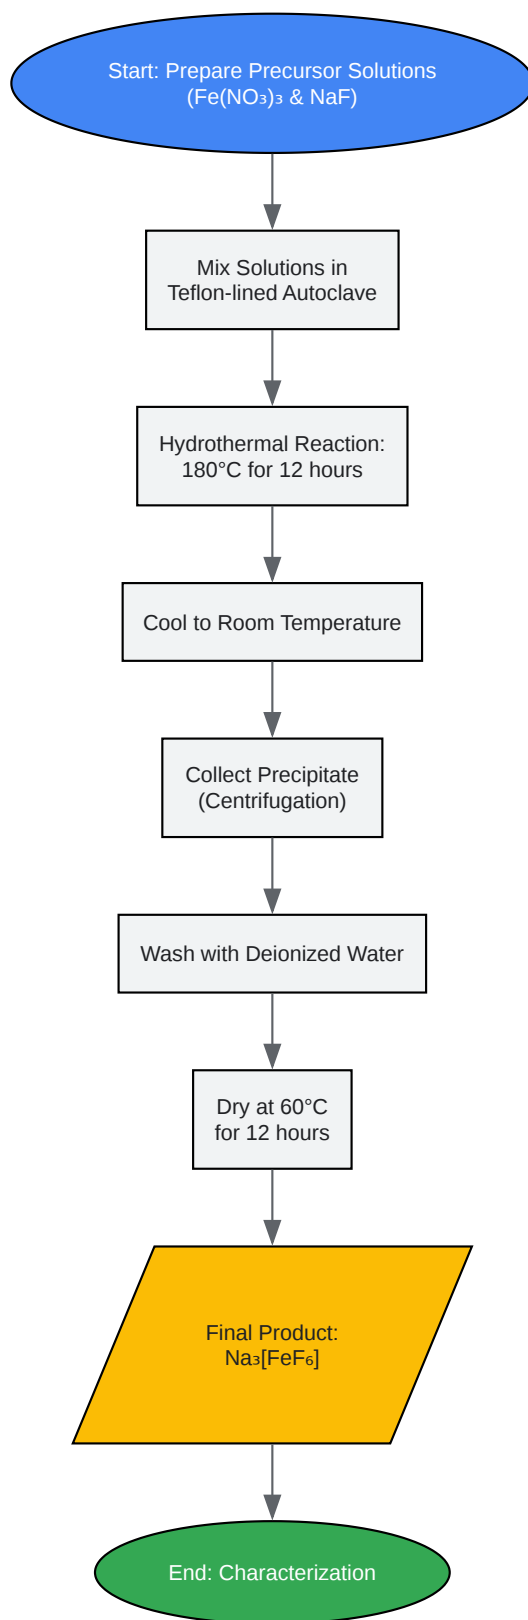 Start: Prepare Precursor Solutions
(Fe(NO₃)₃ & NaF)
Mix Solutions in
Teflon-lined Autoclave
Hydrothermal Reaction:
180°C for 12 hours
Cool to Room Temperature
Collect Precipitate
(Centrifugation)
Wash with Deionized Water
Dry at 60°C
for 12 hours
Final Product:
Na₃[FeF₆]
End: Characterization